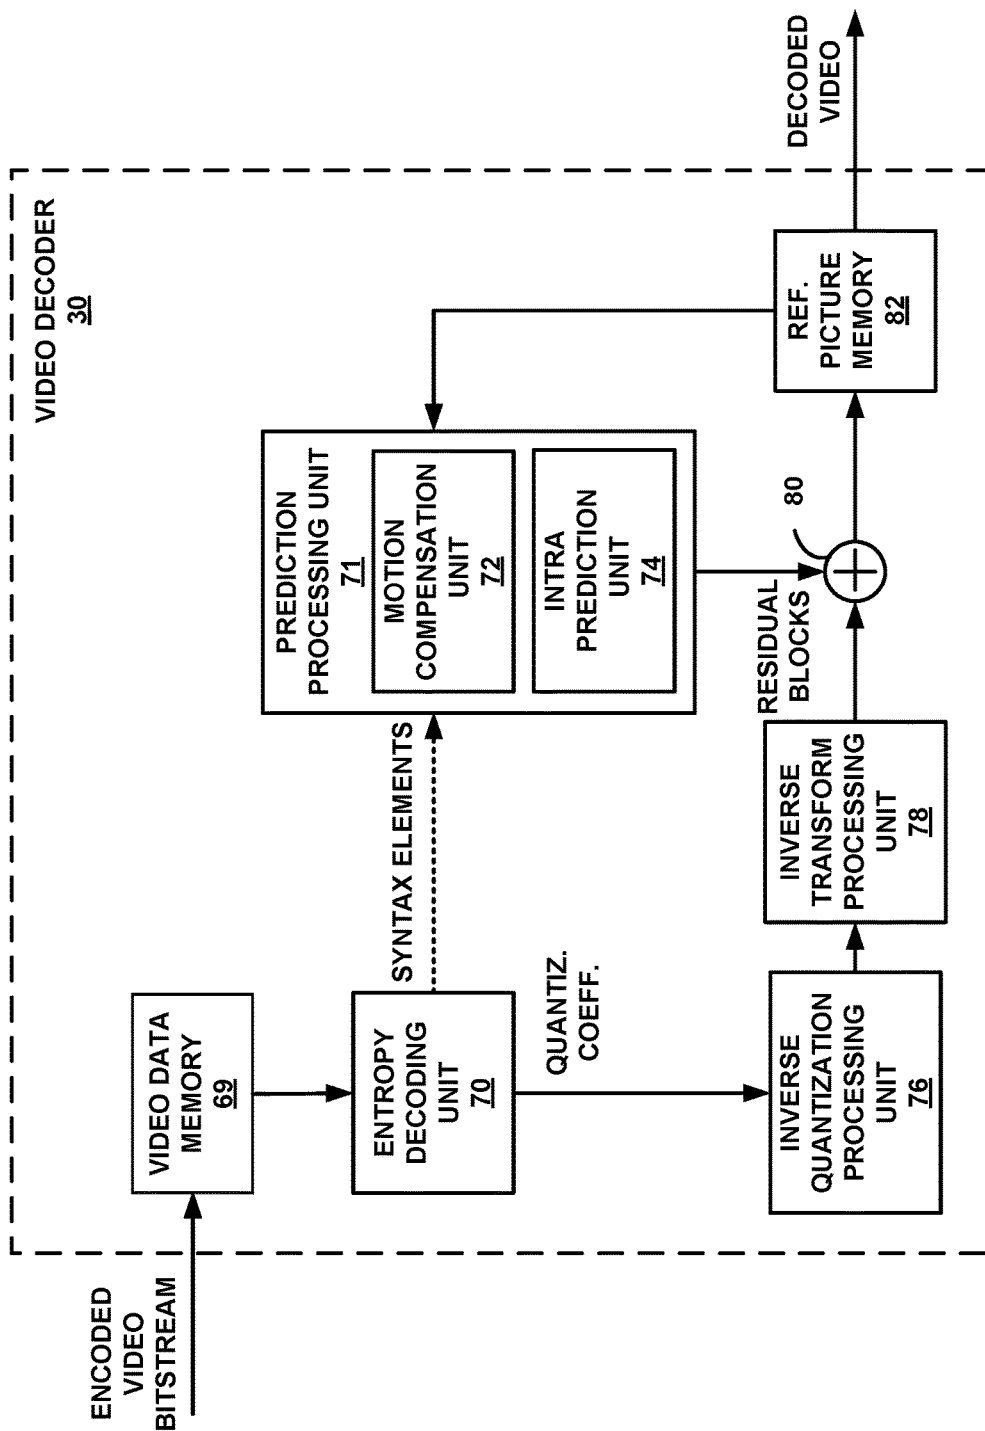 VIDEO DECODER
30
ENCODED
VIDEO
BITSTREAM
VIDEO DATA
MEMORY
69
ENTROPY
DECODING
UNIT
70
SYNTAX ELEMENTS
QUANTIZ.
COEFF.
PREDICTION
PROCESSING UNIT
71
MOTION
COMPENSATION
UNIT
72
INTRA
PREDICTION
UNIT
74
INVERSE
QUANTIZATION
PROCESSING
UNIT
76
INVERSE
TRANSFORM
PROCESSING
UNIT
78
RESIDUAL
BLOCKS
80
REF.
PICTURE
MEMORY
82
DECODED
VIDEO